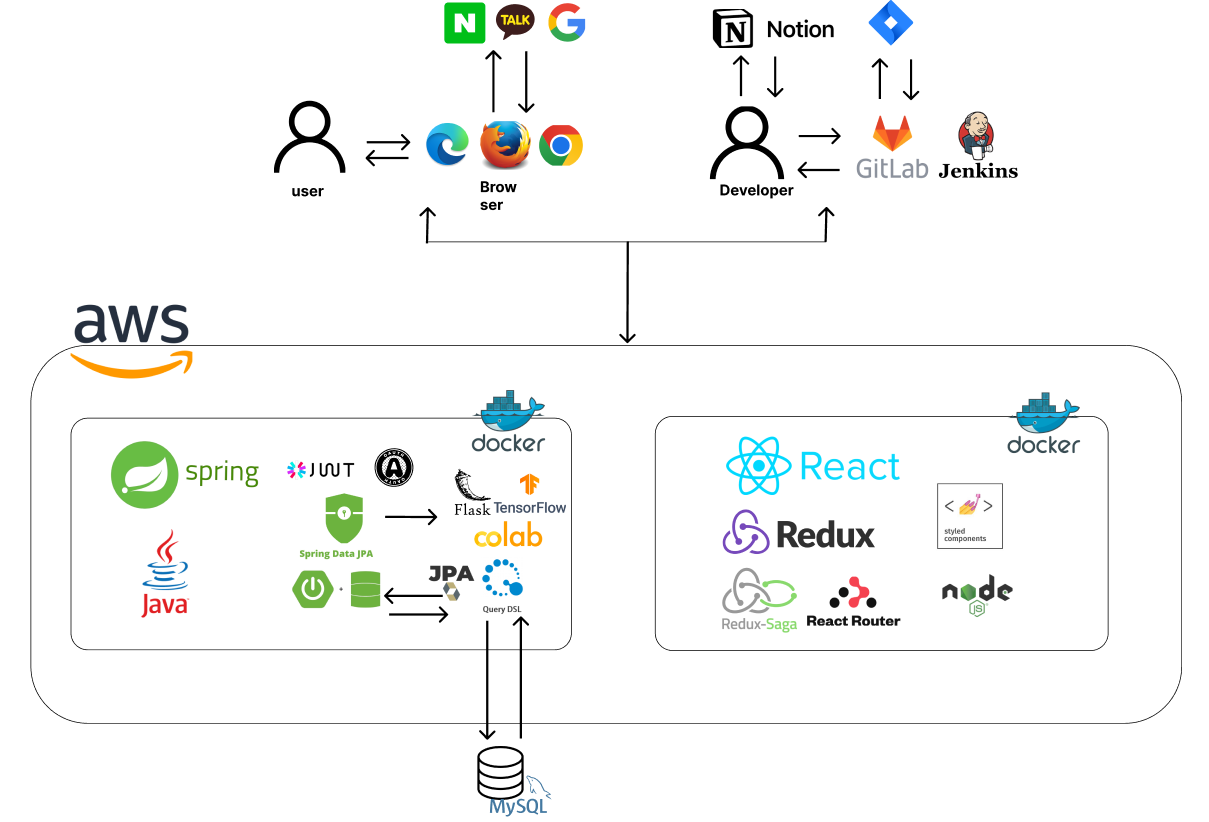 N
TALK
N
Notion
user
Brow
ser
Developer
GitLab
Jenkins
aws
docker
docker
spring
JWT
A
Flask
TensorFlow
colab
Spring Data JPA
Java
JPA
Query DSL
React
Redux
< >
styled
components
Redux-Saga
React Router
node
JS
MySQL